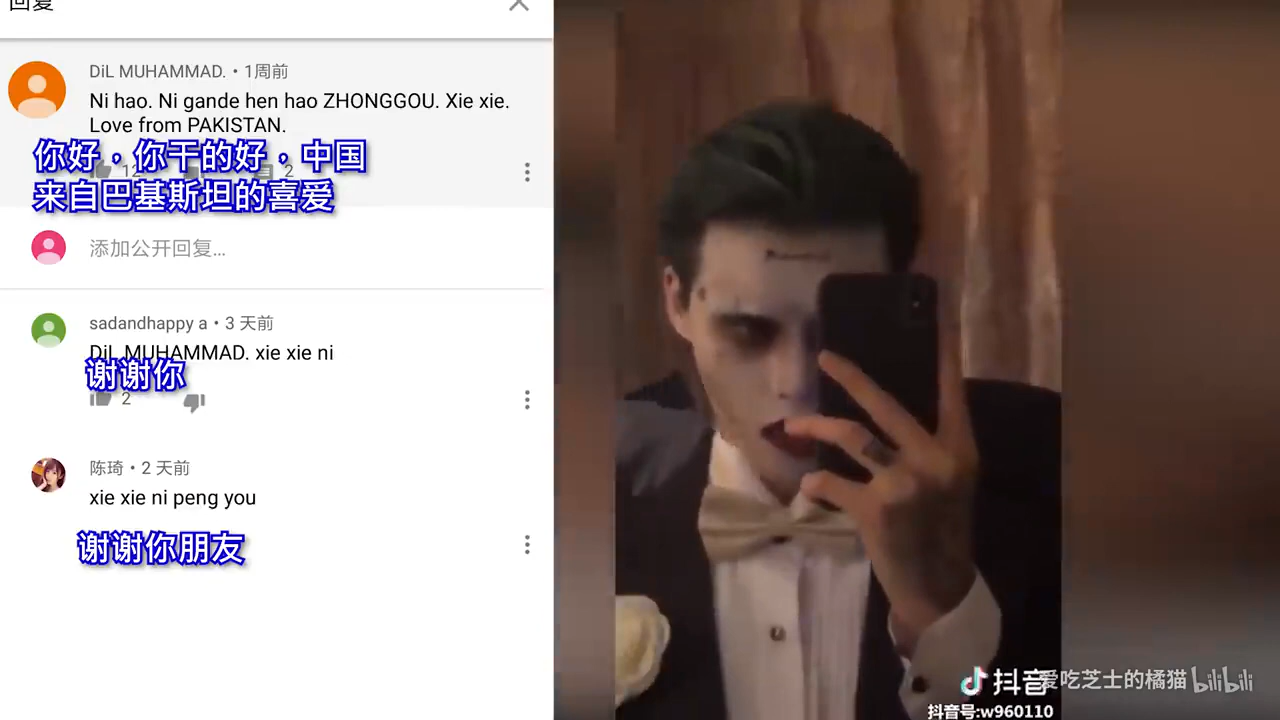 回复
DiL MUHAMMAD. • 1周前
Ni hao. Ni gande hen hao ZHONGGOU. Xie xie.
Love from PAKISTAN.
你好,你干的好,中国
12
2
来自巴基斯坦的喜爱
添加公开回复...
sadandhappy a • 3 天前
DiL MUHAMMAD. xie xie ni
谢谢你
2
陈琦 • 2 天前
xie xie ni peng you
谢谢你朋友
抖音
爱吃芝士的橘猫 bilibili
抖音号:w960110